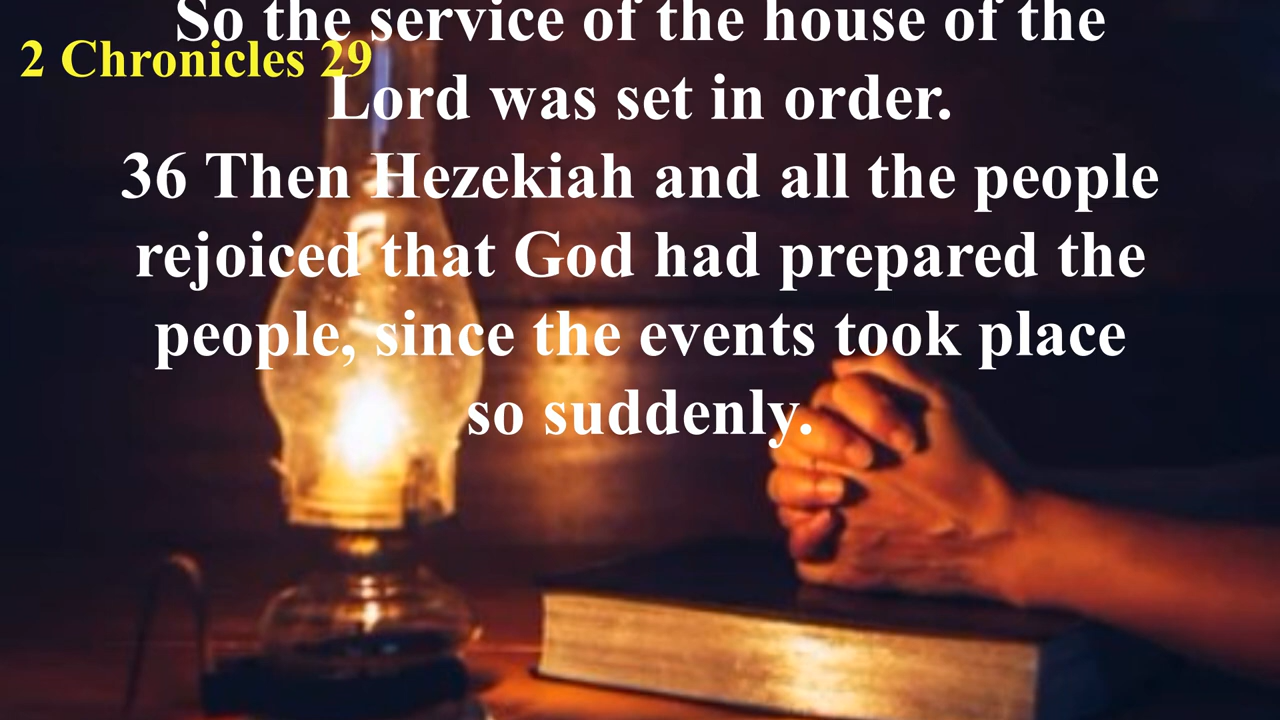 So the service of the house of the
2 Chronicles 29
Lord was set in order.
36 Then Hezekiah and all the people
rejoiced that God had prepared the
people, since the events took place
so suddenly.